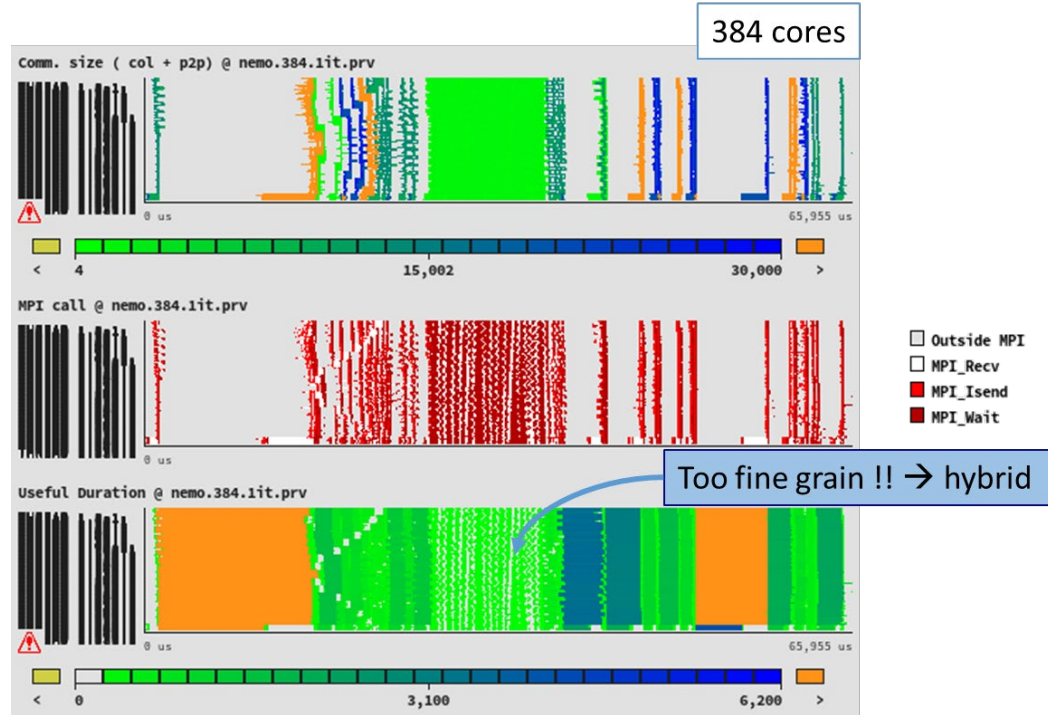 384 cores
Comm. size ( col + p2p) @ nemo.384.1it.prv
0 us
65,955 us
< 4 15,002 30,000 >
MPI call @ nemo.384.1it.prv
Outside MPI
MPI_Recv
MPI_Isend
MPI_Wait
0 us
Too fine grain !! → hybrid
Useful Duration @ nemo.384.1it.prv
0 us
65,955 us
< 0 3,100 6,200 >